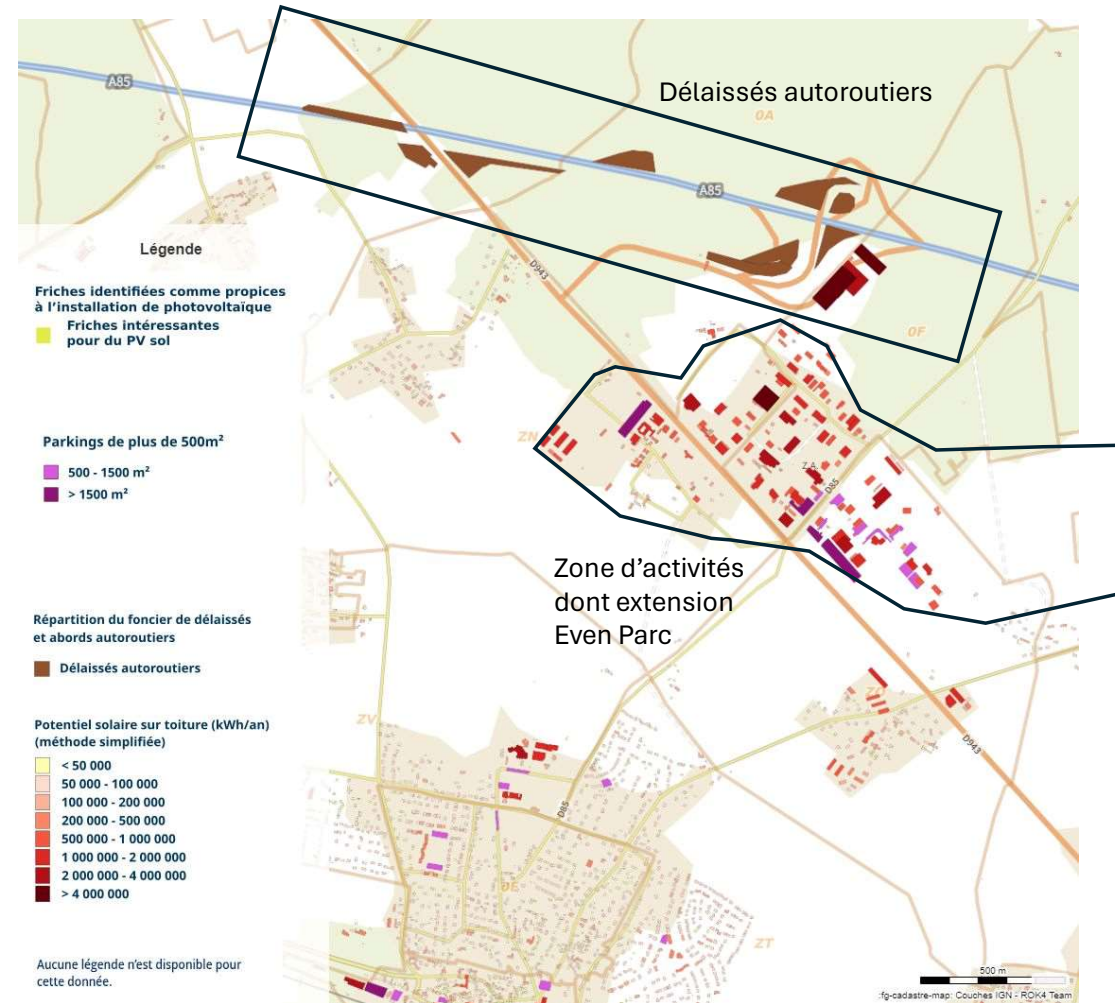 Délaissés autoroutiers
A85
0A
A85
Légende
D943
Friches identifiées comme propices
à l'installation de photovoltaïque
Friches intéressantes
pour du PV sol
0F
Parkings de plus de 500m²
500 - 1500 m²
> 1500 m²
ZN
Z.A.
D85
Zone d'activités
dont extension
Even Parc
Répartition du foncier de délaissés
et abords autoroutiers
Délaissés autoroutiers
ZV
D943
Potentiel solaire sur toiture (kWh/an)
(méthode simplifiée)
< 50 000
50 000 - 100 000
100 000 - 200 000
200 000 - 500 000
500 000 - 1 000 000
1 000 000 - 2 000 000
2 000 000 - 4 000 000
> 4 000 000
D85
ZT
Aucune légende n'est disponible pour
cette donnée.
500 m
:fg-cadastre-map: Couches IGN - ROK4 Team